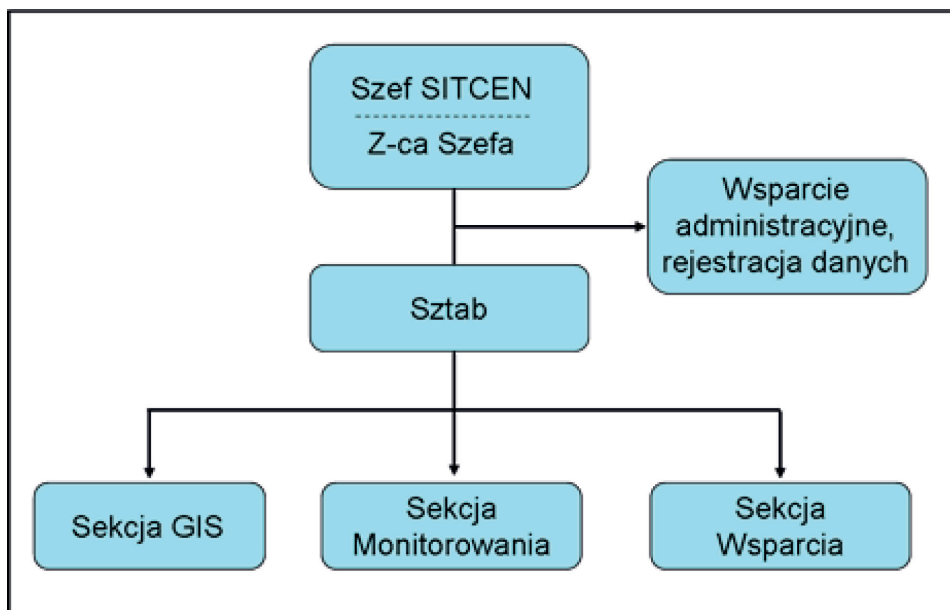 Szef SITCEN
Z-ca Szefa
Wsparcie
administracyjne,
rejestracja danych
Sztab
Sekcja GIS
Sekcja
Monitorowania
Sekcja
Wsparcia